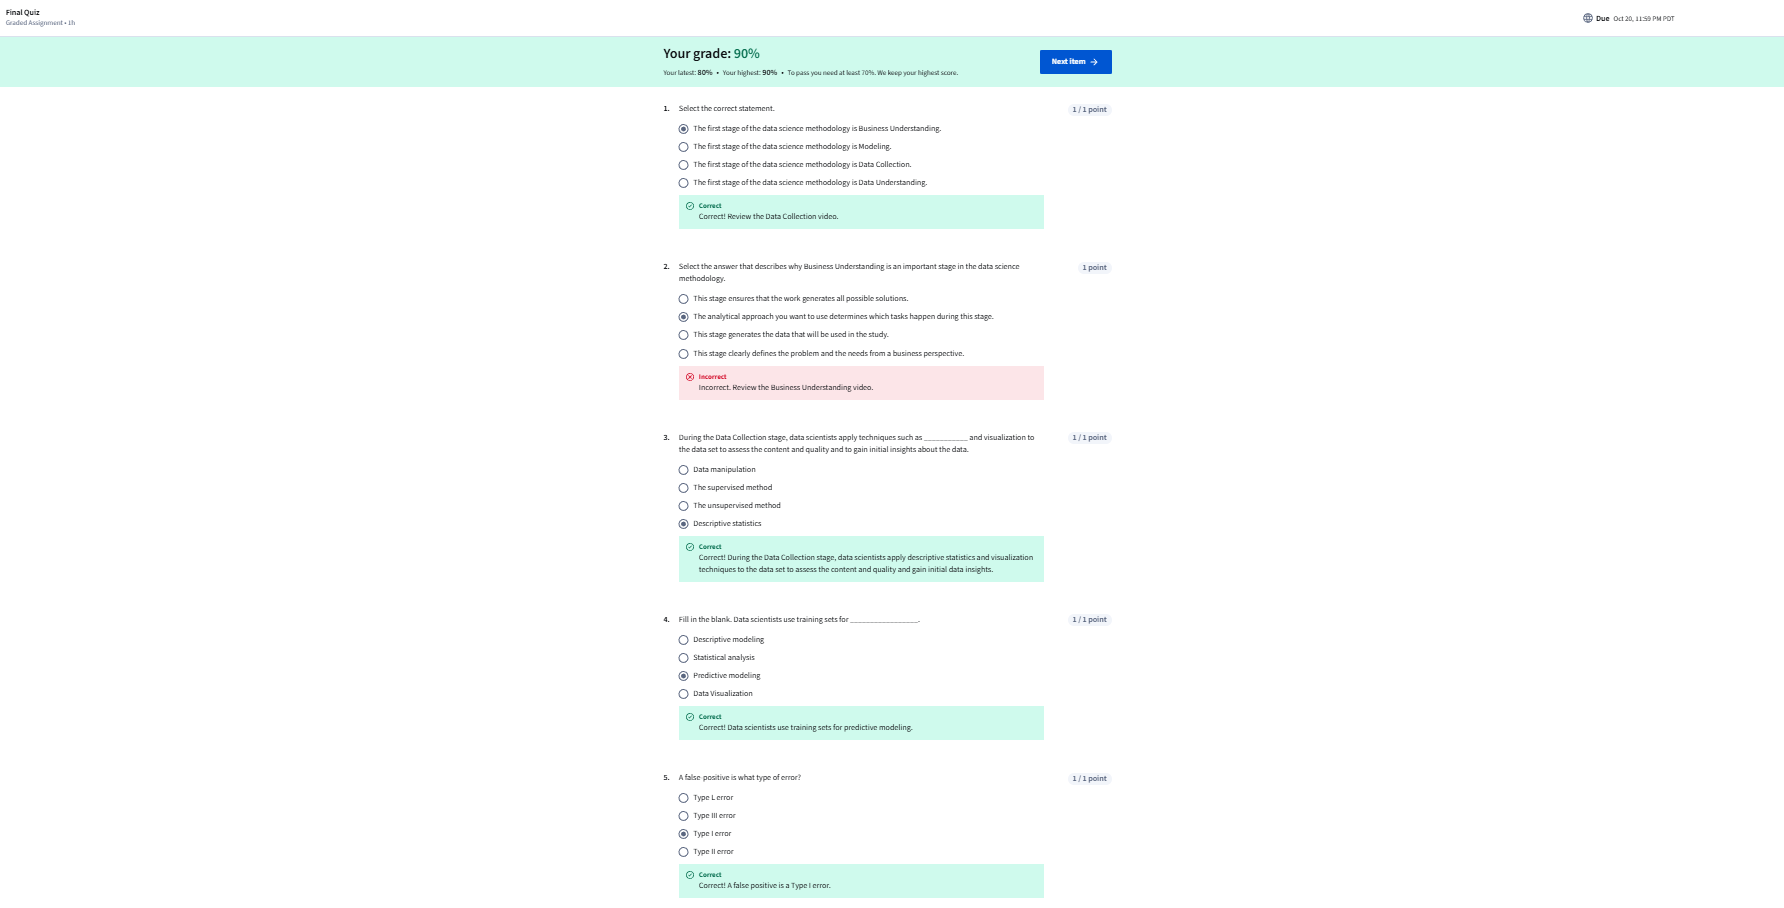 Final Quiz
Graded Assignment • 1h
Due Oct 20, 11:59 PM PDT
Your grade: 90%
Your latest: 80% • Your highest: 90% • To pass you need at least 70%. We keep your highest score.
Next item →
1. Select the correct statement.
1 / 1 point
The first stage of the data science methodology is Business Understanding.
The first stage of the data science methodology is Modeling.
The first stage of the data science methodology is Data Collection.
The first stage of the data science methodology is Data Understanding.
Correct
Correct! Review the Data Collection video.
2. Select the answer that describes why Business Understanding is an important stage in the data science
methodology.
1 point
This stage ensures that the work generates all possible solutions.
The analytical approach you want to use determines which tasks happen during this stage.
This stage generates the data that will be used in the study.
This stage clearly defines the problem and the needs from a business perspective.
Incorrect
Incorrect. Review the Business Understanding video.
3. During the Data Collection stage, data scientists apply techniques such as ___________ and visualization to
the data set to assess the content and quality and to gain initial insights about the data.
1 / 1 point
Data manipulation
The supervised method
The unsupervised method
Descriptive statistics
Correct
Correct! During the Data Collection stage, data scientists apply descriptive statistics and visualization
techniques to the data set to assess the content and quality and gain initial data insights.
4. Fill in the blank. Data scientists use training sets for _________________.
1 / 1 point
Descriptive modeling
Statistical analysis
Predictive modeling
Data Visualization
Correct
Correct! Data scientists use training sets for predictive modeling.
5. A false-positive is what type of error?
1 / 1 point
Type L error
Type III error
Type I error
Type II error
Correct
Correct! A false positive is a Type I error.